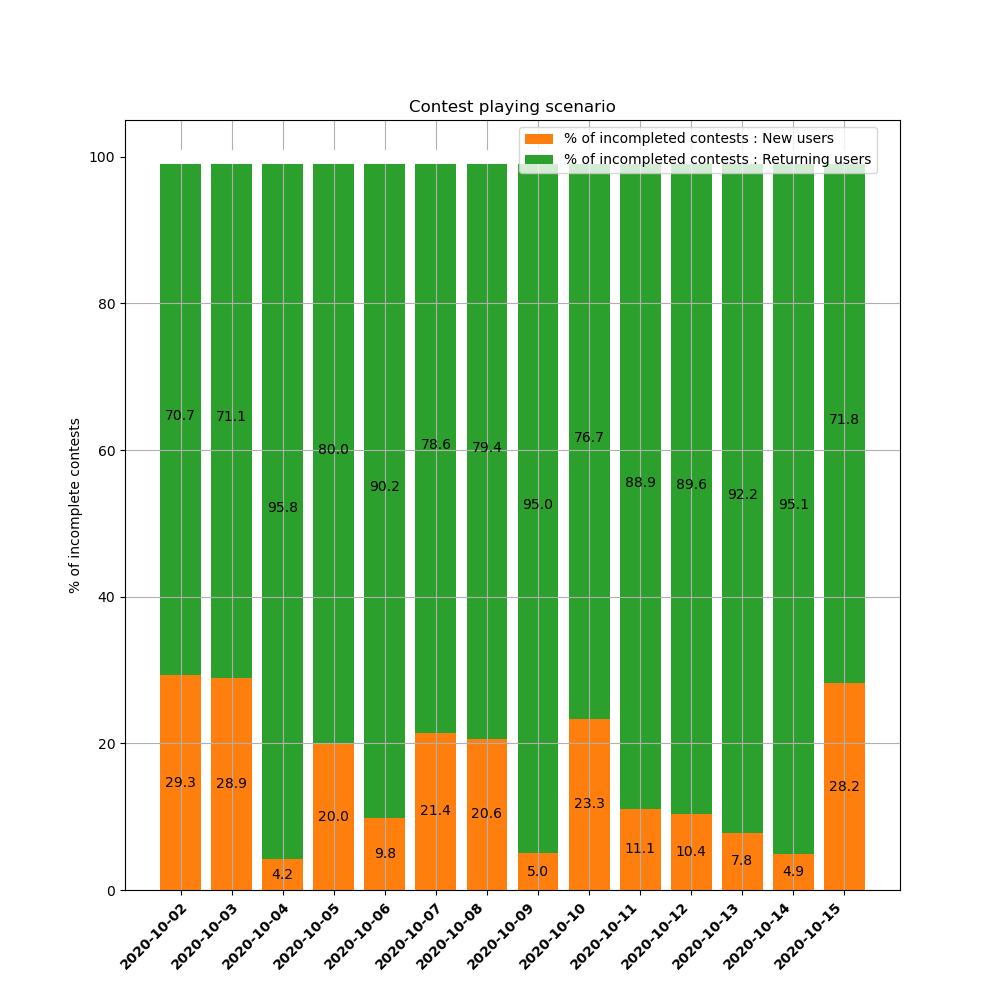 Contest playing scenario
% of incompleted contests : New users
% of incompleted contests : Returning users
% of incomplete contests
100
80
60
40
20
0
70.7 71.1 95.8 80.0 90.2 78.6 79.4 95.0 76.7 88.9 89.6 92.2 95.1 71.8
29.3 28.9 4.2 20.0 9.8 21.4 20.6 5.0 23.3 11.1 10.4 7.8 4.9 28.2
2020-10-02 2020-10-03 2020-10-04 2020-10-05 2020-10-06 2020-10-07 2020-10-08 2020-10-09 2020-10-10 2020-10-11 2020-10-12 2020-10-13 2020-10-14 2020-10-15